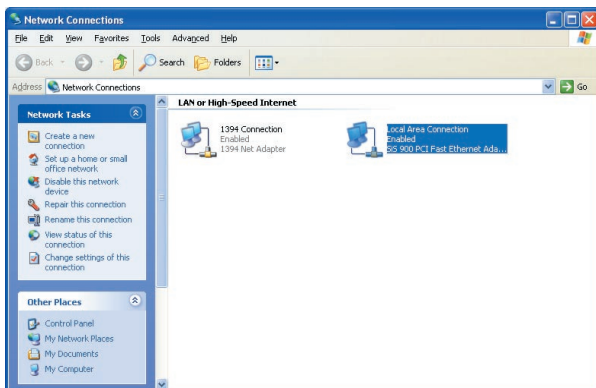 Network Connections
File Edit View Favorites Tools Advanced Help
Back Search Folders
Address Network Connections Go
Network Tasks
Create a new
connection
Set up a home or small
office network
Disable this network
device
Repair this connection
Rename this connection
View status of this
connection
Change settings of this
connection
Other Places
Control Panel
My Network Places
My Documents
My Computer
LAN or High-Speed Internet
1394 Connection
Enabled
1394 Net Adapter
Local Area Connection
Enabled
SiS 900 PCI Fast Ethernet Ada...